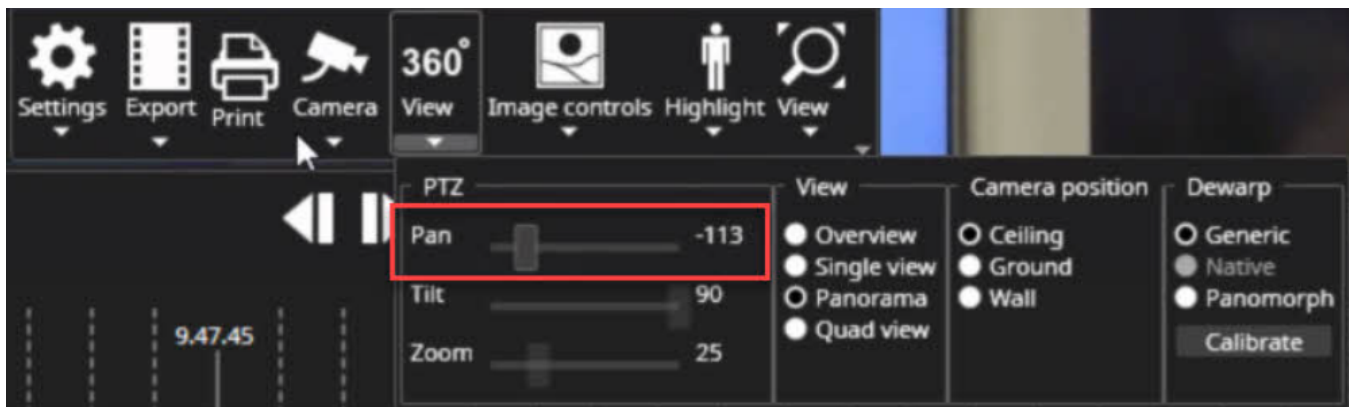 360°
Settings Export Print Camera View Image controls Highlight View
PTZ View Camera position Dewarp
Pan -113 Overview Ceiling Generic
Single view Ground Native
Tilt 90 Panorama Wall Panomorph
9.47.45 Quad view Calibrate
Zoom 25